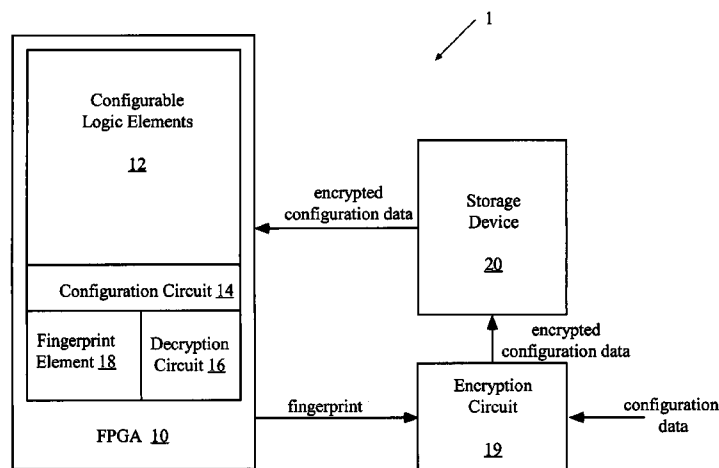 1
Configurable
Logic Elements
12
encrypted
configuration data
Storage
Device
20
Configuration Circuit 14
Fingerprint
Element 18
Decryption
Circuit 16
encrypted
configuration data
fingerprint
Encryption
Circuit
19
configuration
data
FPGA 10